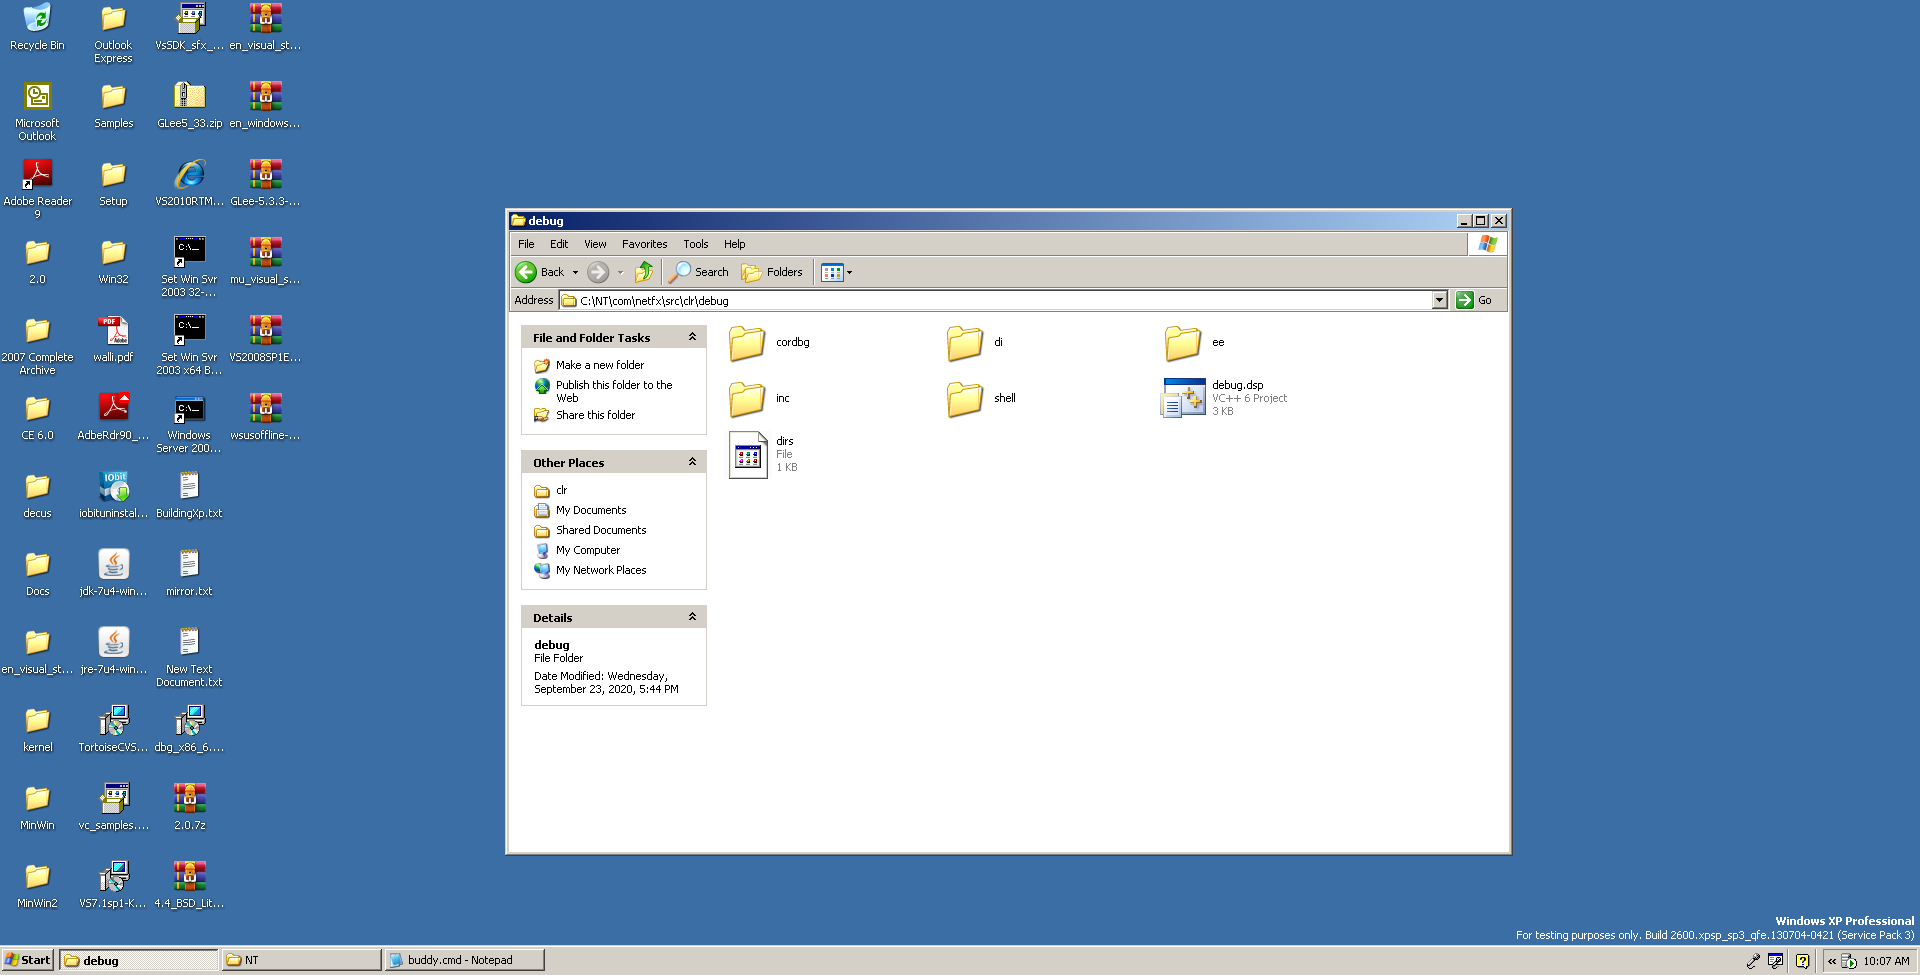 Recycle Bin
Outlook
Express
VsSDK_sfx_...
en_visual_st...
Microsoft
Outlook
Samples
GLee5_33.zip
en_windows...
Adobe Reader
9
Setup
VS2010RTM...
GLee-5.3.3-...
2.0
Win32
Set Win Svr
2003 32-...
mu_visual_s...
2007 Complete
Archive
PDF
Adobe
walli.pdf
Set Win Svr
2003 x64 B...
VS2008SP1E...
CE 6.0
AdbeRdr90_...
Windows
Server 200...
wsusoffline-...
decus
IObit
iobituninstal...
BuildingXp.txt
Docs
jdk-7u4-win...
mirror.txt
en_visual_st...
jre-7u4-win...
New Text
Document.txt
kernel
TortoiseCVS...
dbg_x86_6....
MinWin
vc_samples....
2.0.7z
MinWin2
VS7.1sp1-K...
4.4_BSD_Lit...
debug
File Edit View Favorites Tools Help
Back Search Folders
Address C:\NT\com\netfx\src\clr\debug Go
File and Folder Tasks
Make a new folder
Publish this folder to the
Web
Share this folder
Other Places
clr
My Documents
Shared Documents
My Computer
My Network Places
Details
debug
File Folder
Date Modified: Wednesday,
September 23, 2020, 5:44 PM
cordbg
di
ee
inc
shell
debug.dsp
VC++ 6 Project
3 KB
dirs
File
1 KB
Windows XP Professional
For testing purposes only. Build 2600.xpsp_sp3_qfe.130704-0421 (Service Pack 3)
Start debug NT buddy.cmd - Notepad 10:07 AM